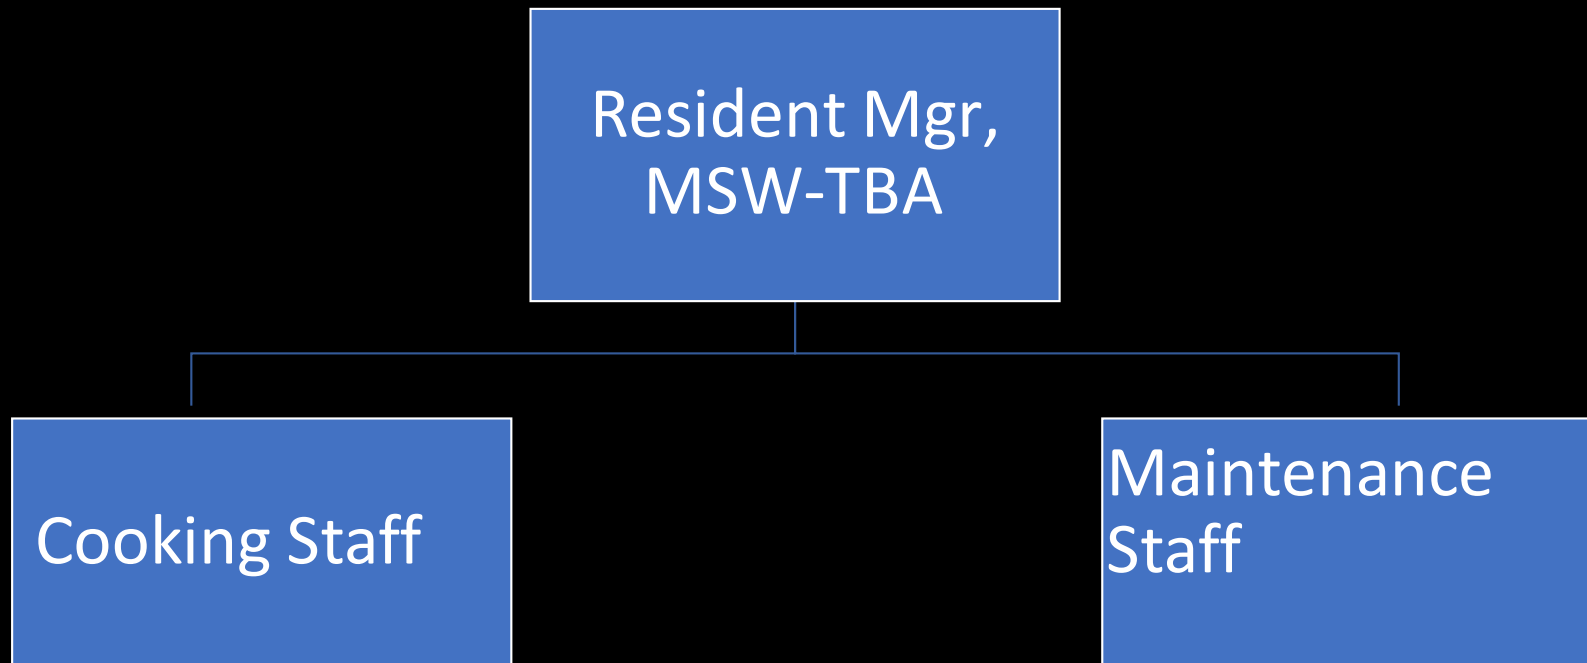 Resident Mgr,
MSW-TBA
Cooking Staff
Maintenance
Staff